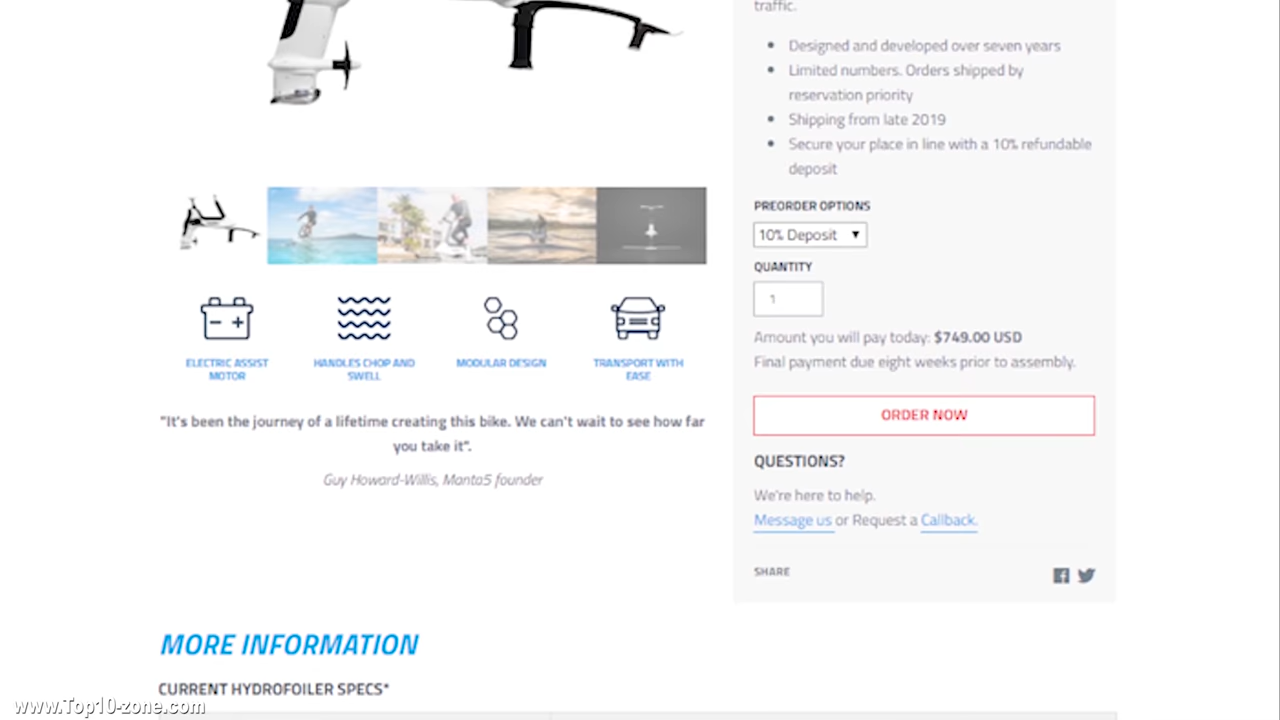 traffic.
Designed and developed over seven years
Limited numbers. Orders shipped by
reservation priority
Shipping from late 2019
Secure your place in line with a 10% refundable
deposit
PREORDER OPTIONS
10% Deposit
QUANTITY
1
Amount you will pay today: $749.00 USD
Final payment due eight weeks prior to assembly.
ORDER NOW
QUESTIONS?
We're here to help.
Message us or Request a Callback.
SHARE
ELECTRIC ASSIST
MOTOR
HANDLES CHOP AND
SWELL
MODULAR DESIGN
TRANSPORT WITH
EASE
"It's been the journey of a lifetime creating this bike. We can't wait to see how far
you take it".
Guy Howard-Willis, Manta5 founder
MORE INFORMATION
CURRENT HYDROFOILER SPECS*
www.Top10-zone.com